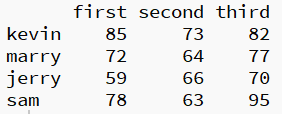 first second third
kevin 85 73 82
marry 72 64 77
jerry 59 66 70
sam 78 63 95